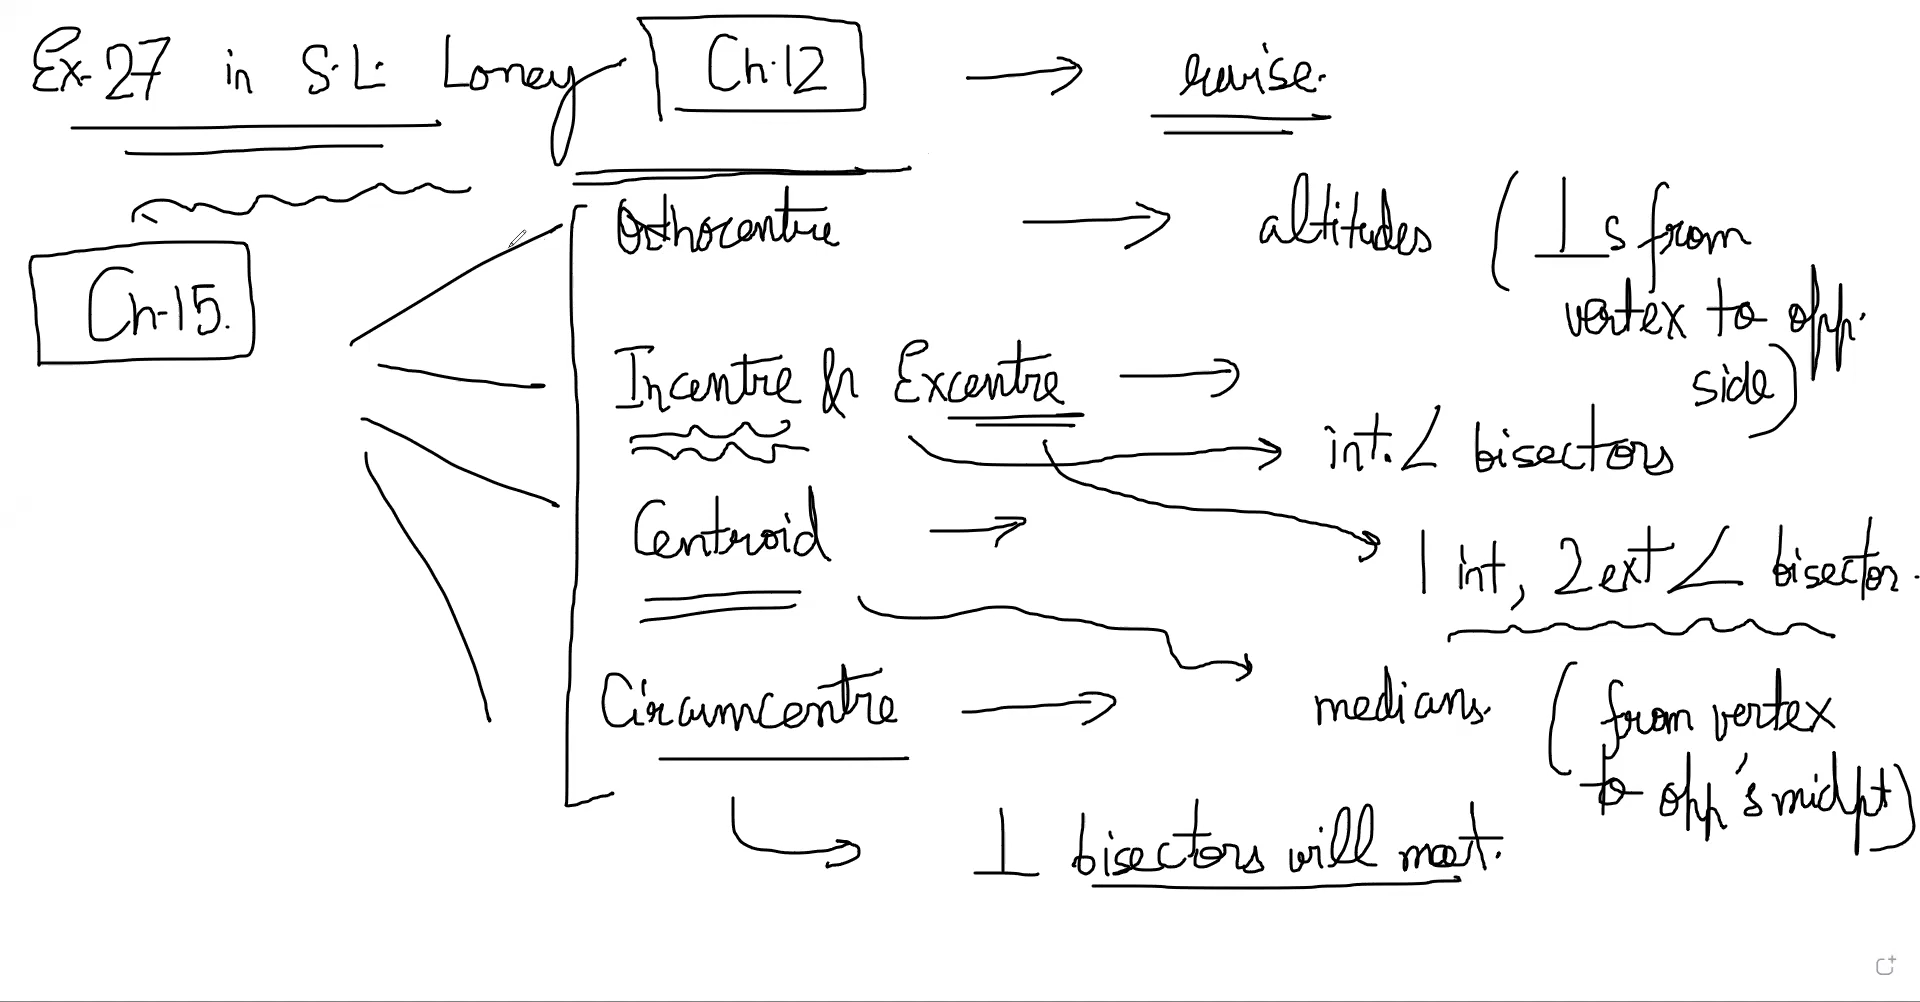 Ex. 27 in S.L. Loney Ch.12 → revise.
Orthocentre → altitudes (⊥s from
vertex to opp.
side)
Ch-15.
Incentre & Excentre →
int. ∠ bisectors
Centroid →
1 int, 2 ext ∠ bisector.
Circumcentre → medians. (from vertex
to opp's midpt)
⊥ bisectors will meet.